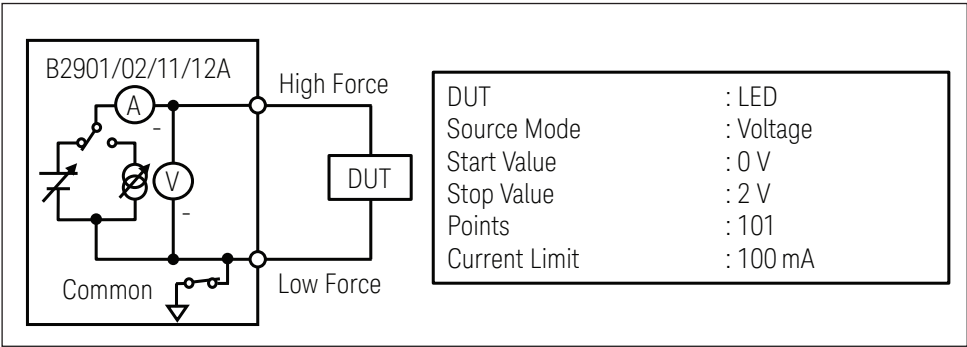 B2901/02/11/12A
A
-
V
-
Common
High Force
DUT
Low Force
DUT : LED
Source Mode : Voltage
Start Value : 0 V
Stop Value : 2 V
Points : 101
Current Limit : 100 mA